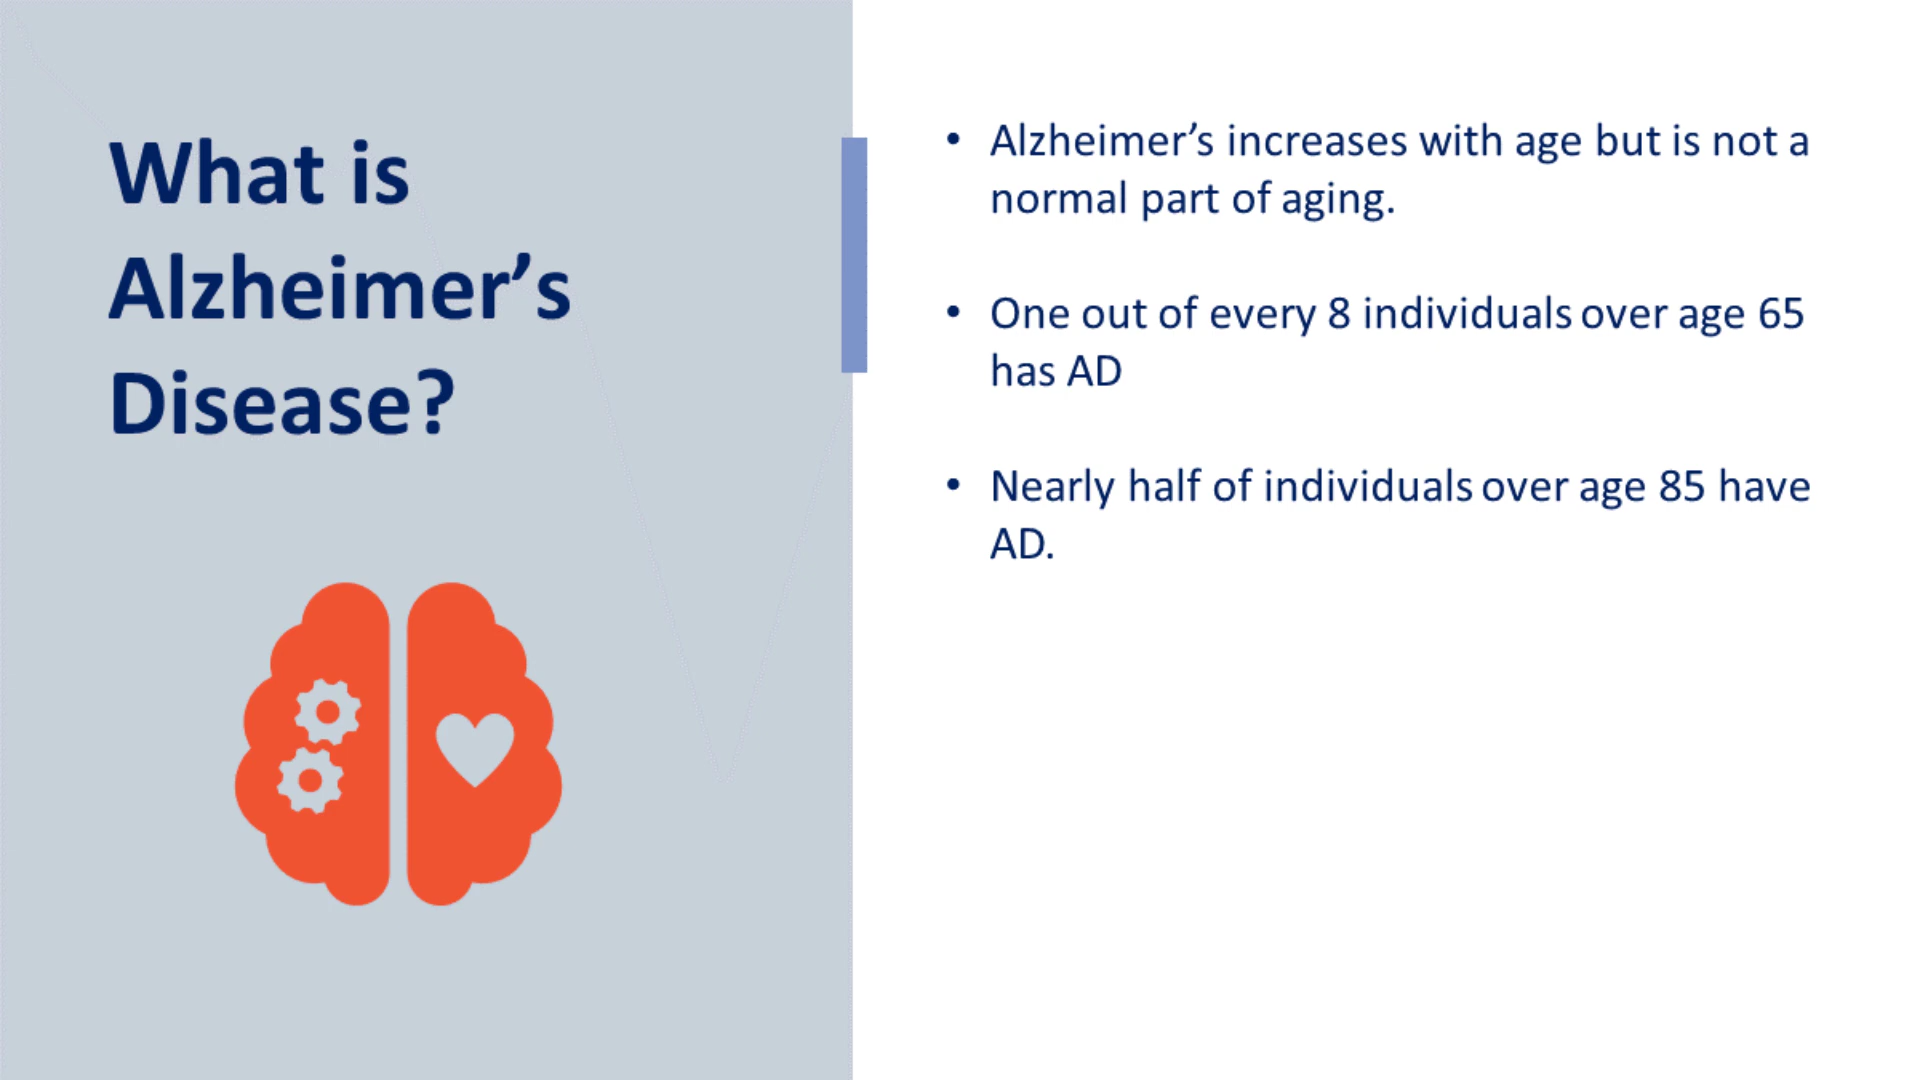 What is
Alzheimer’s
Disease?
• Alzheimer’s increases with age but is not a
normal part of aging.
• One out of every 8 individuals over age 65
has AD
• Nearly half of individuals over age 85 have
AD.